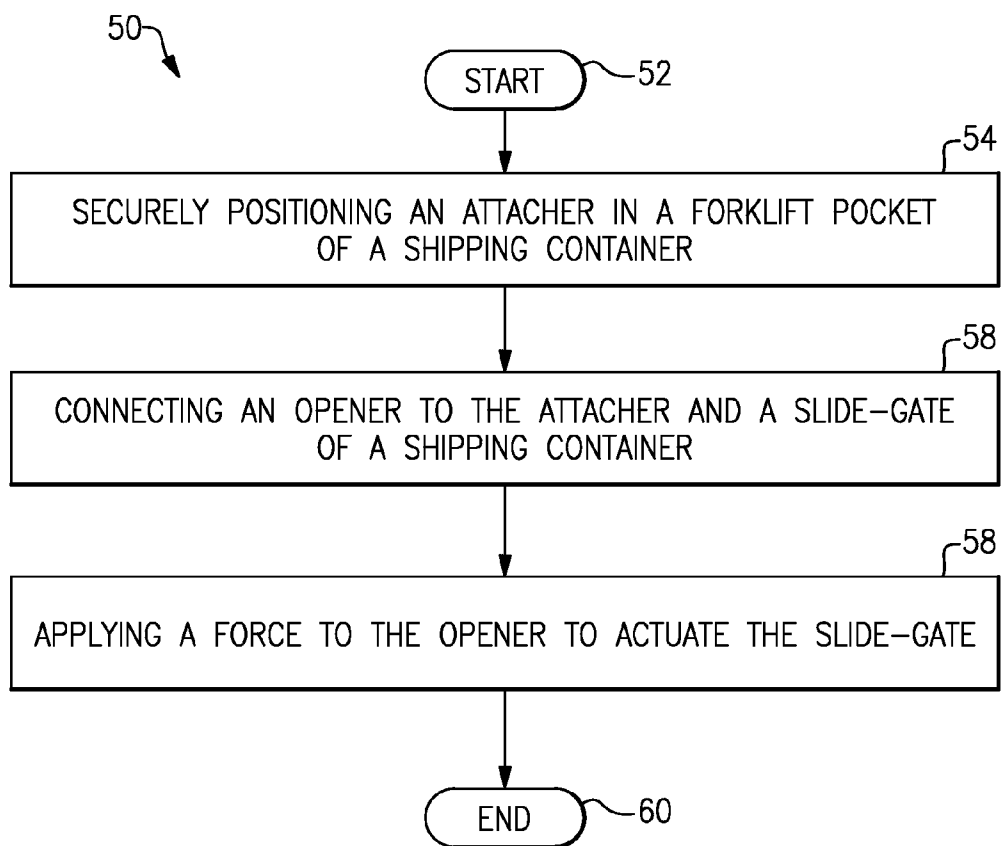 50
START
52
54
SECURELY POSITIONING AN ATTACHER IN A FORKLIFT POCKET
OF A SHIPPING CONTAINER
58
CONNECTING AN OPENER TO THE ATTACHER AND A SLIDE-GATE
OF A SHIPPING CONTAINER
58
APPLYING A FORCE TO THE OPENER TO ACTUATE THE SLIDE-GATE
END
60